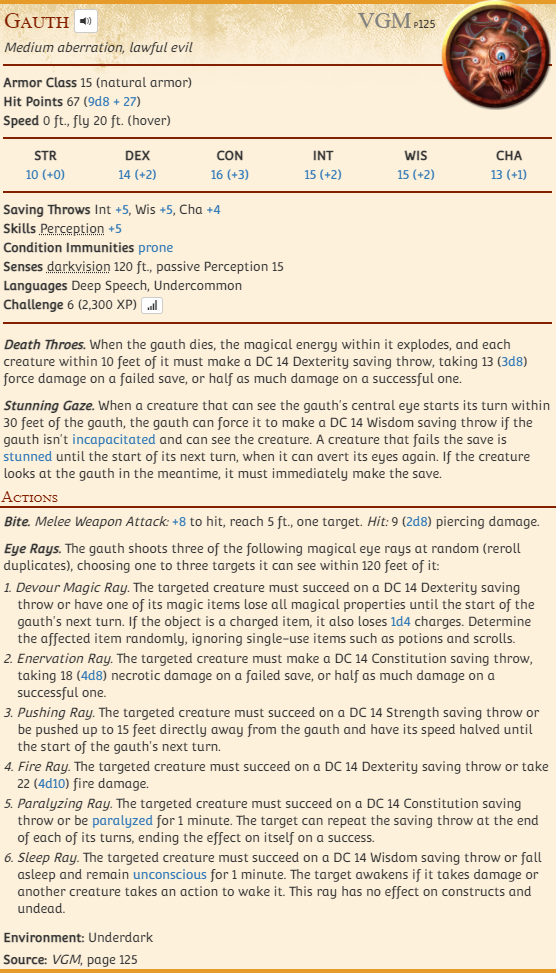 Gauth VGM P125
Medium aberration, lawful evil
Armor Class 15 (natural armor)
Hit Points 67 (9d8 + 27)
Speed 0 ft., fly 20 ft. (hover)
STR DEX CON INT WIS CHA
10 (+0) 14 (+2) 16 (+3) 15 (+2) 15 (+2) 13 (+1)
Saving Throws Int +5, Wis +5, Cha +4
Skills Perception +5
Condition Immunities prone
Senses darkvision 120 ft., passive Perception 15
Languages Deep Speech, Undercommon
Challenge 6 (2,300 XP)
Death Throes. When the gauth dies, the magical energy within it explodes, and each
creature within 10 feet of it must make a DC 14 Dexterity saving throw, taking 13 (3d8)
force damage on a failed save, or half as much damage on a successful one.
Stunning Gaze. When a creature that can see the gauth's central eye starts its turn within
30 feet of the gauth, the gauth can force it to make a DC 14 Wisdom saving throw if the
gauth isn't incapacitated and can see the creature. A creature that fails the save is
stunned until the start of its next turn, when it can avert its eyes again. If the creature
looks at the gauth in the meantime, it must immediately make the save.
Actions
Bite. Melee Weapon Attack: +8 to hit, reach 5 ft., one target. Hit: 9 (2d8) piercing damage.
Eye Rays. The gauth shoots three of the following magical eye rays at random (reroll
duplicates), choosing one to three targets it can see within 120 feet of it:
1. Devour Magic Ray. The targeted creature must succeed on a DC 14 Dexterity saving
throw or have one of its magic items lose all magical properties until the start of the
gauth's next turn. If the object is a charged item, it also loses 1d4 charges. Determine
the affected item randomly, ignoring single-use items such as potions and scrolls.
2. Enervation Ray. The targeted creature must make a DC 14 Constitution saving throw,
taking 18 (4d8) necrotic damage on a failed save, or half as much damage on a
successful one.
3. Pushing Ray. The targeted creature must succeed on a DC 14 Strength saving throw or
be pushed up to 15 feet directly away from the gauth and have its speed halved until
the start of the gauth's next turn.
4. Fire Ray. The targeted creature must succeed on a DC 14 Dexterity saving throw or take
22 (4d10) fire damage.
5. Paralyzing Ray. The targeted creature must succeed on a DC 14 Constitution saving
throw or be paralyzed for 1 minute. The target can repeat the saving throw at the end
of each of its turns, ending the effect on itself on a success.
6. Sleep Ray. The targeted creature must succeed on a DC 14 Wisdom saving throw or fall
asleep and remain unconscious for 1 minute. The target awakens if it takes damage or
another creature takes an action to wake it. This ray has no effect on constructs and
undead.
Environment: Underdark
Source: VGM, page 125